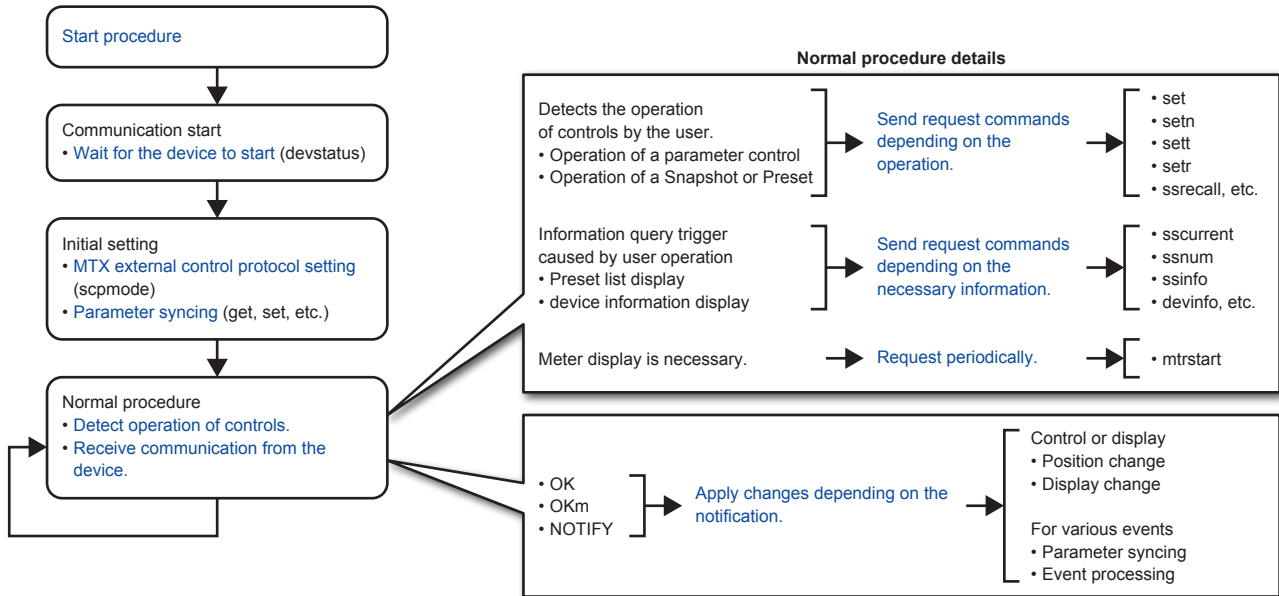 Start procedure
Communication start
• Wait for the device to start (devstatus)
Initial setting
• MTX external control protocol setting
(scpmode)
• Parameter syncing (get, set, etc.)
Normal procedure
• Detect operation of controls.
• Receive communication from the
device.
Normal procedure details
Detects the operation
of controls by the user.
• Operation of a parameter control
• Operation of a Snapshot or Preset
Send request commands
depending on the
operation.
• set
• setn
• sett
• setr
• ssrecall, etc.
Information query trigger
caused by user operation
• Preset list display
• device information display
Send request commands
depending on the
necessary information.
• sscurrent
• ssnum
• ssinfo
• devinfo, etc.
Meter display is necessary.
Request periodically.
• mtrstart
• OK
• OKm
• NOTIFY
Apply changes depending on the
notification.
Control or display
• Position change
• Display change
For various events
• Parameter syncing
• Event processing